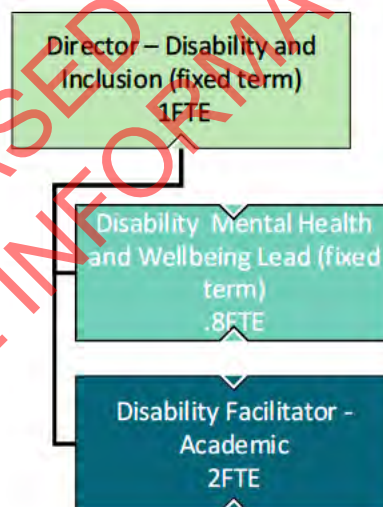 Director – Disability and
Inclusion (fixed term)
1FTE
Disability Mental Health
and Wellbeing Lead (fixed
term)
.8FTE
Disability Facilitator -
Academic
2FTE